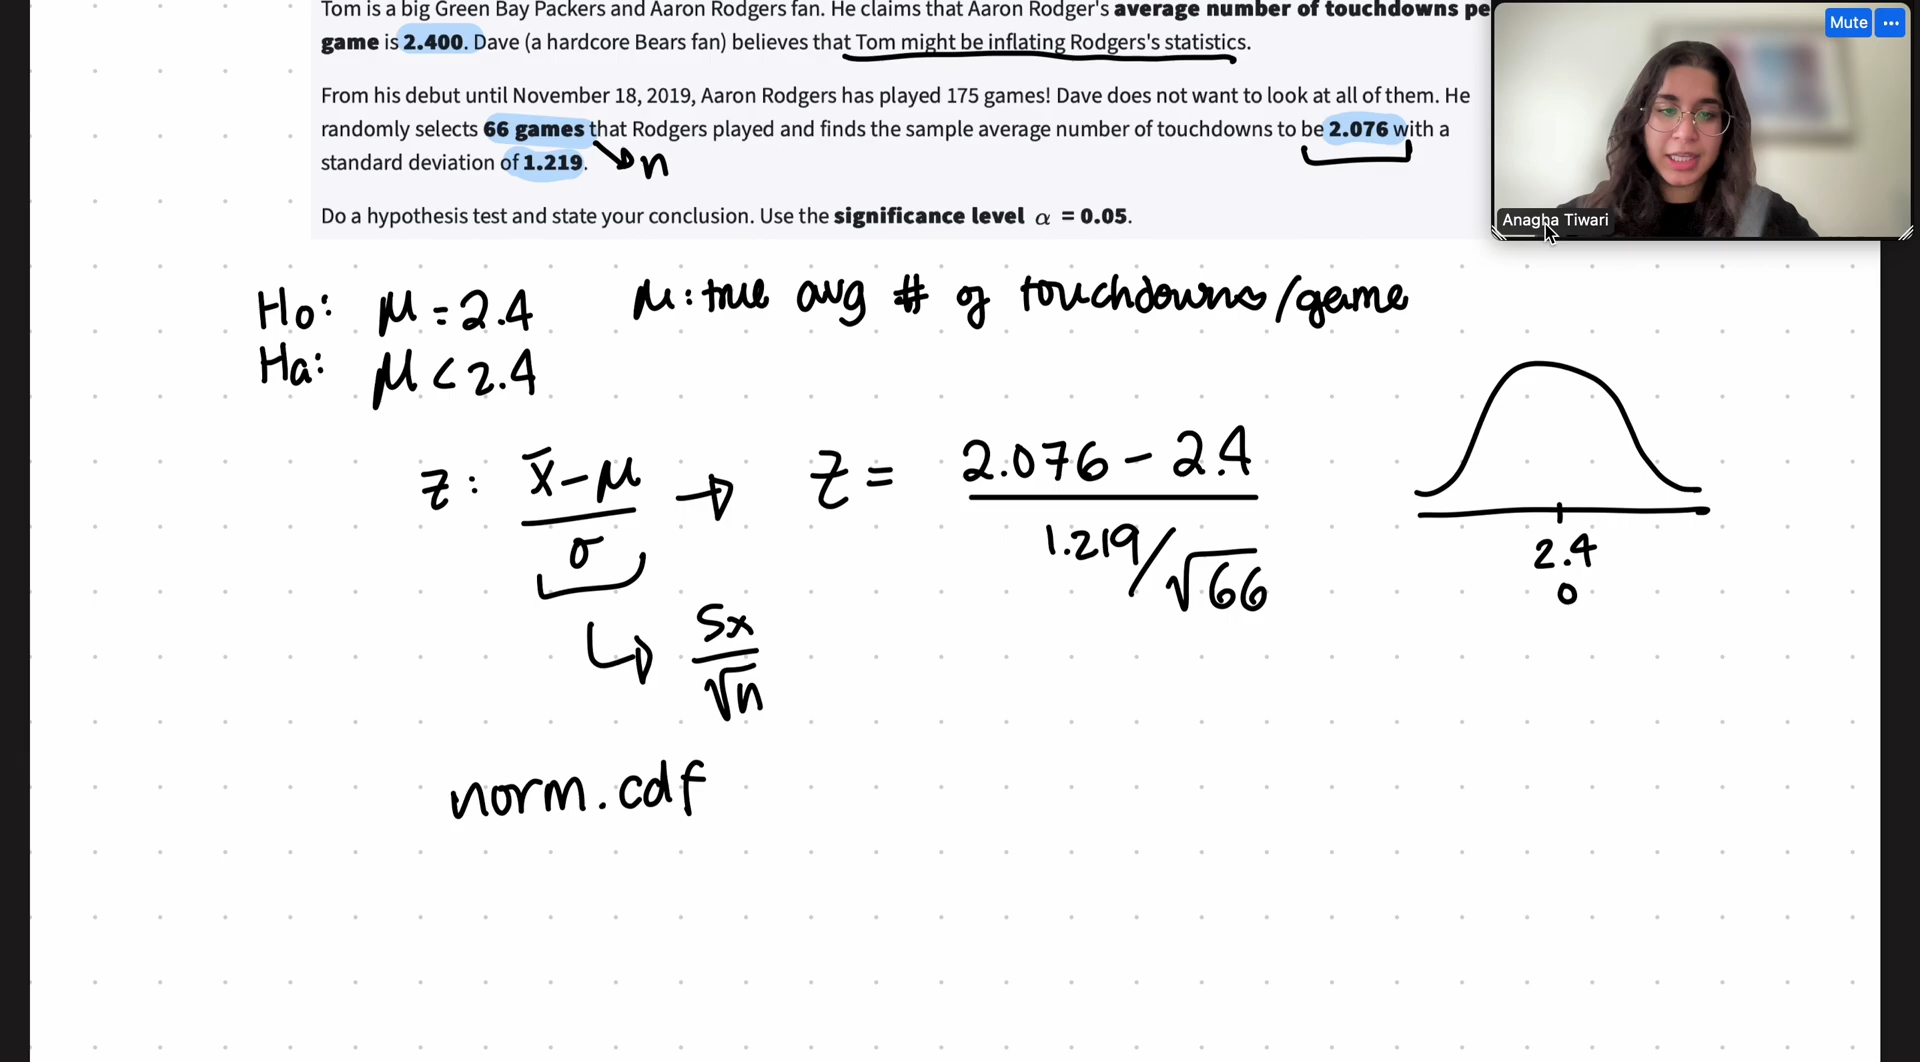 Tom is a big Green Bay Packers and Aaron Rodgers fan. He claims that Aaron Rodger's average number of touchdowns pe
game is 2.400. Dave (a hardcore Bears fan) believes that Tom might be inflating Rodgers's statistics.
From his debut until November 18, 2019, Aaron Rodgers has played 175 games! Dave does not want to look at all of them. He
randomly selects 66 games that Rodgers played and finds the sample average number of touchdowns to be 2.076 with a
standard deviation of 1.219.
n
Do a hypothesis test and state your conclusion. Use the significance level α = 0.05.
Mute
Anagha Tiwari
Ho: μ = 2.4
μ: true avg # of touchdowns/game
Ha: μ < 2.4
z: x̄ - μ / σ → z = 2.076 - 2.4 / 1.219/√66
2.4
0
↳ Sx / √n
norm.cdf